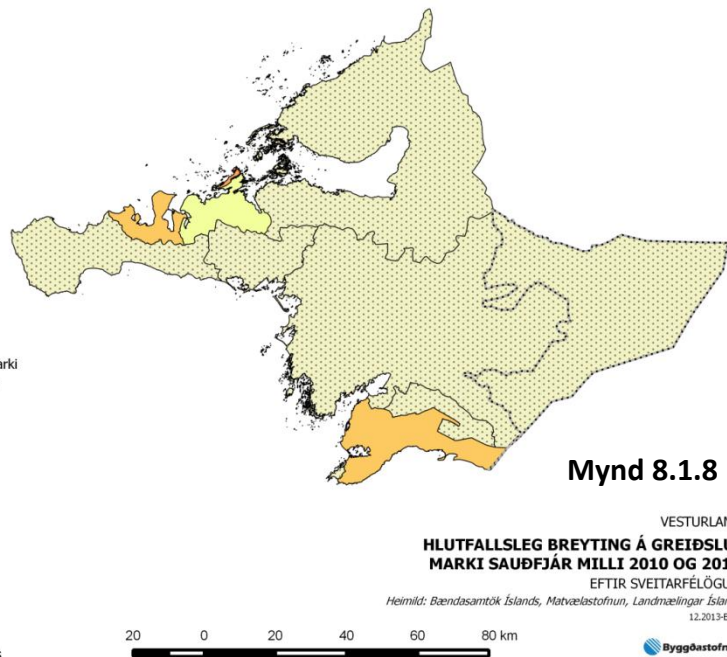 Mynd 8.1.8
VESTURLAN
HLUTFALLSLEG BREYTING Á GREIÐSLU
MARKI SAUÐFJÁR MILLI 2010 OG 201
EFTIR SVEITARFÉLÖGU
Heimild: Bændasamtök Íslands, Matvælastofnun, Landmælingar Íslan
12.2013-E
20 0 20 40 60 80 km
Byggðastofn